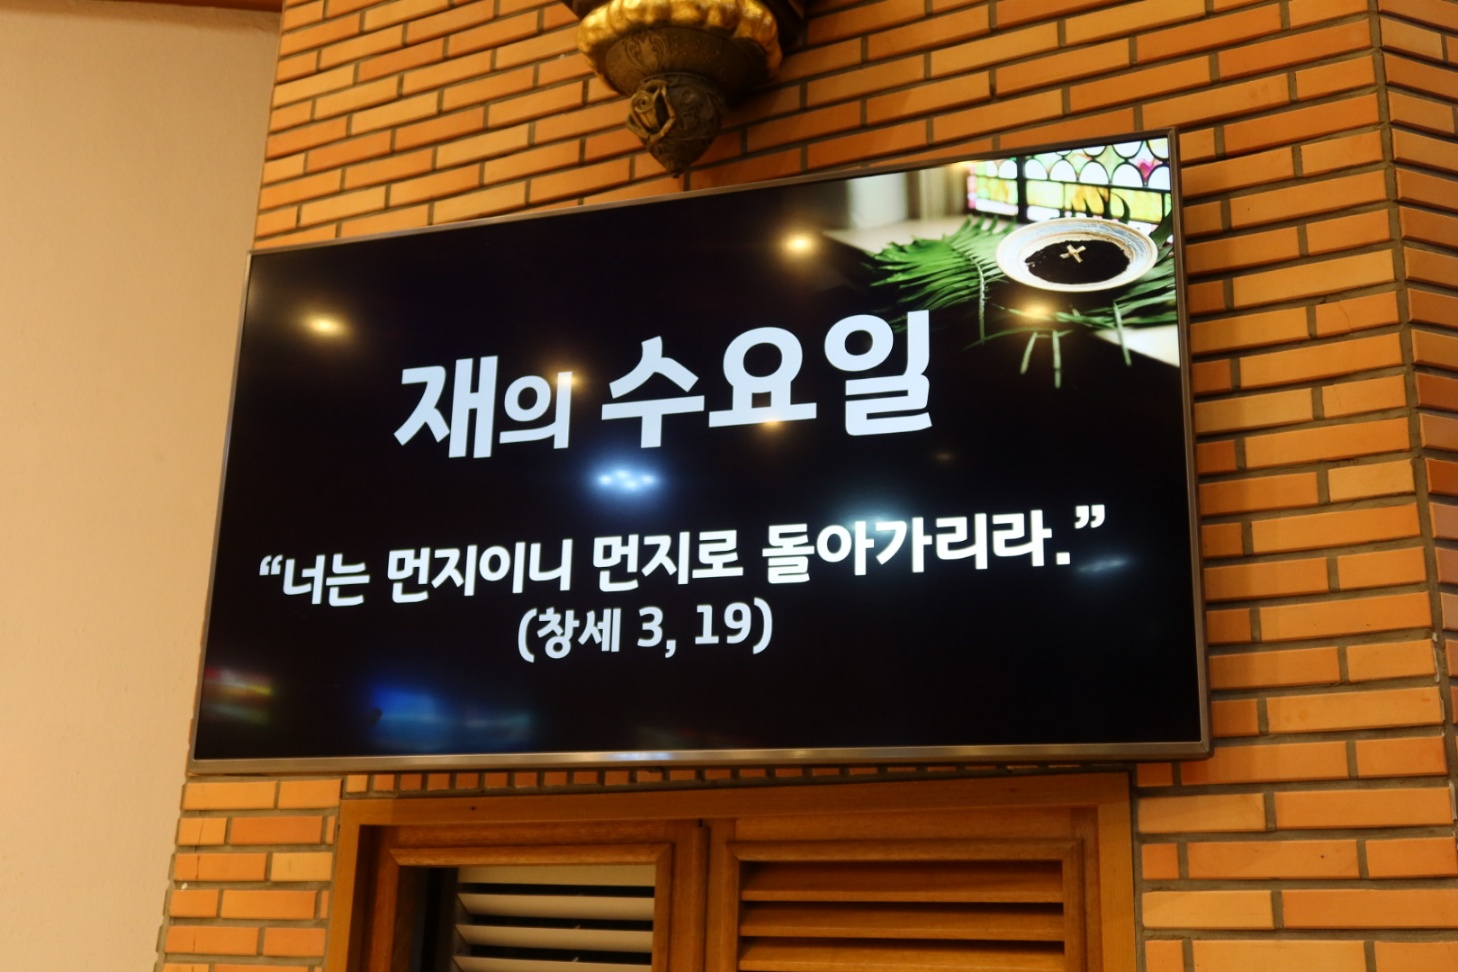 재의 수요일
“너는 먼지이니 먼지로 돌아가리라.”
(창세 3, 19)